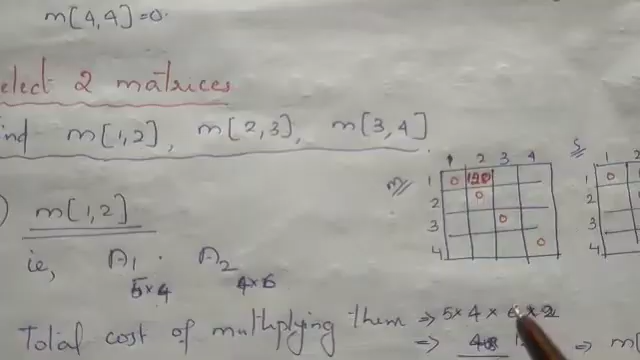 m[4,4]=0.
elect 2 matrices
ind m[1,2], m[2,3], m[3,4]
m[1,2]
ie, A1 . A2
5×4 4×6
Total cost of multiplying them ⇒ 5×4×6×2
⇒ 48 ⇒ m[
m
1 2 3 4
1 0 120
2 0
3 0
4 0
S
1 2
1 0
2
3
4